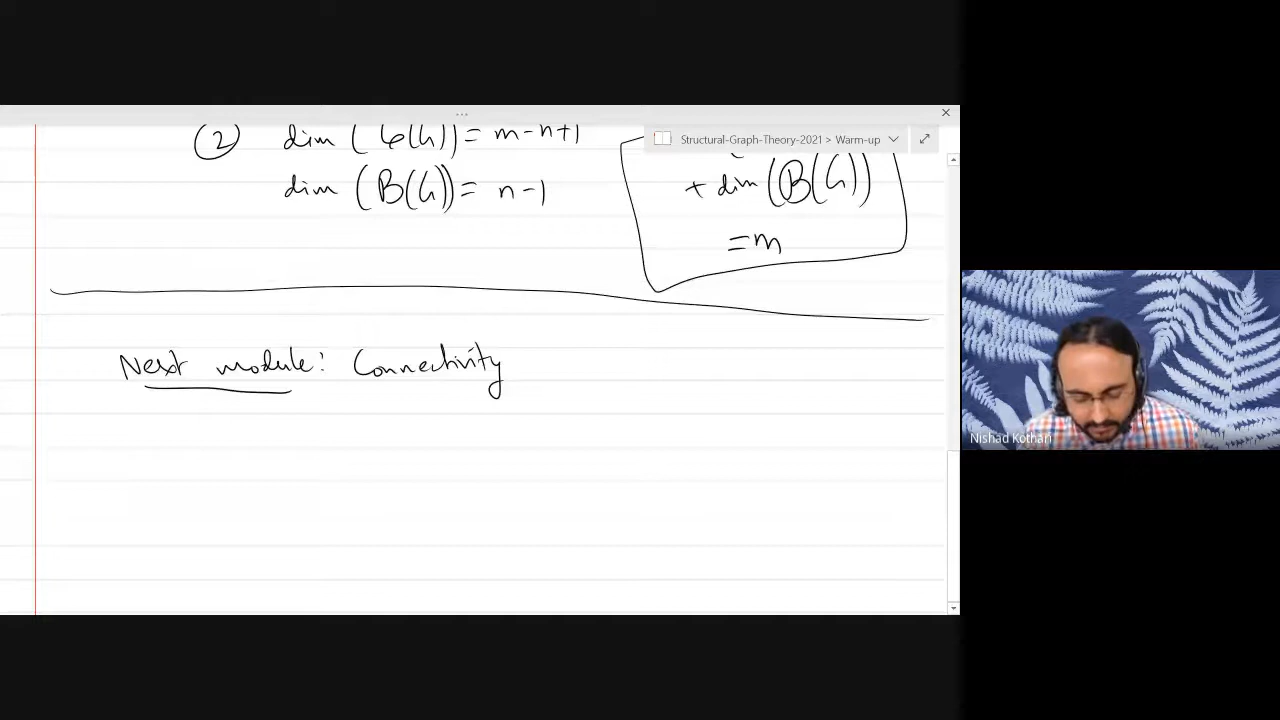 Structural-Graph-Theory-2021 > Warm-up
② dim (𝒞(G)) = m-n+1
dim (B(G)) = n-1
+ dim (B(G))
= m
Next module: Connectivity
Nishad Kothari